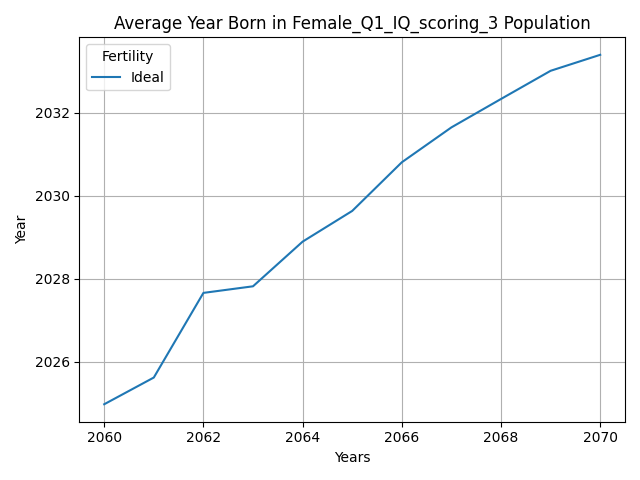 Average Year Born in Female_Q1_IQ_scoring_3 Population
Fertility
Ideal
Year
2032
2030
2028
2026
2060 2062 2064 2066 2068 2070
Years